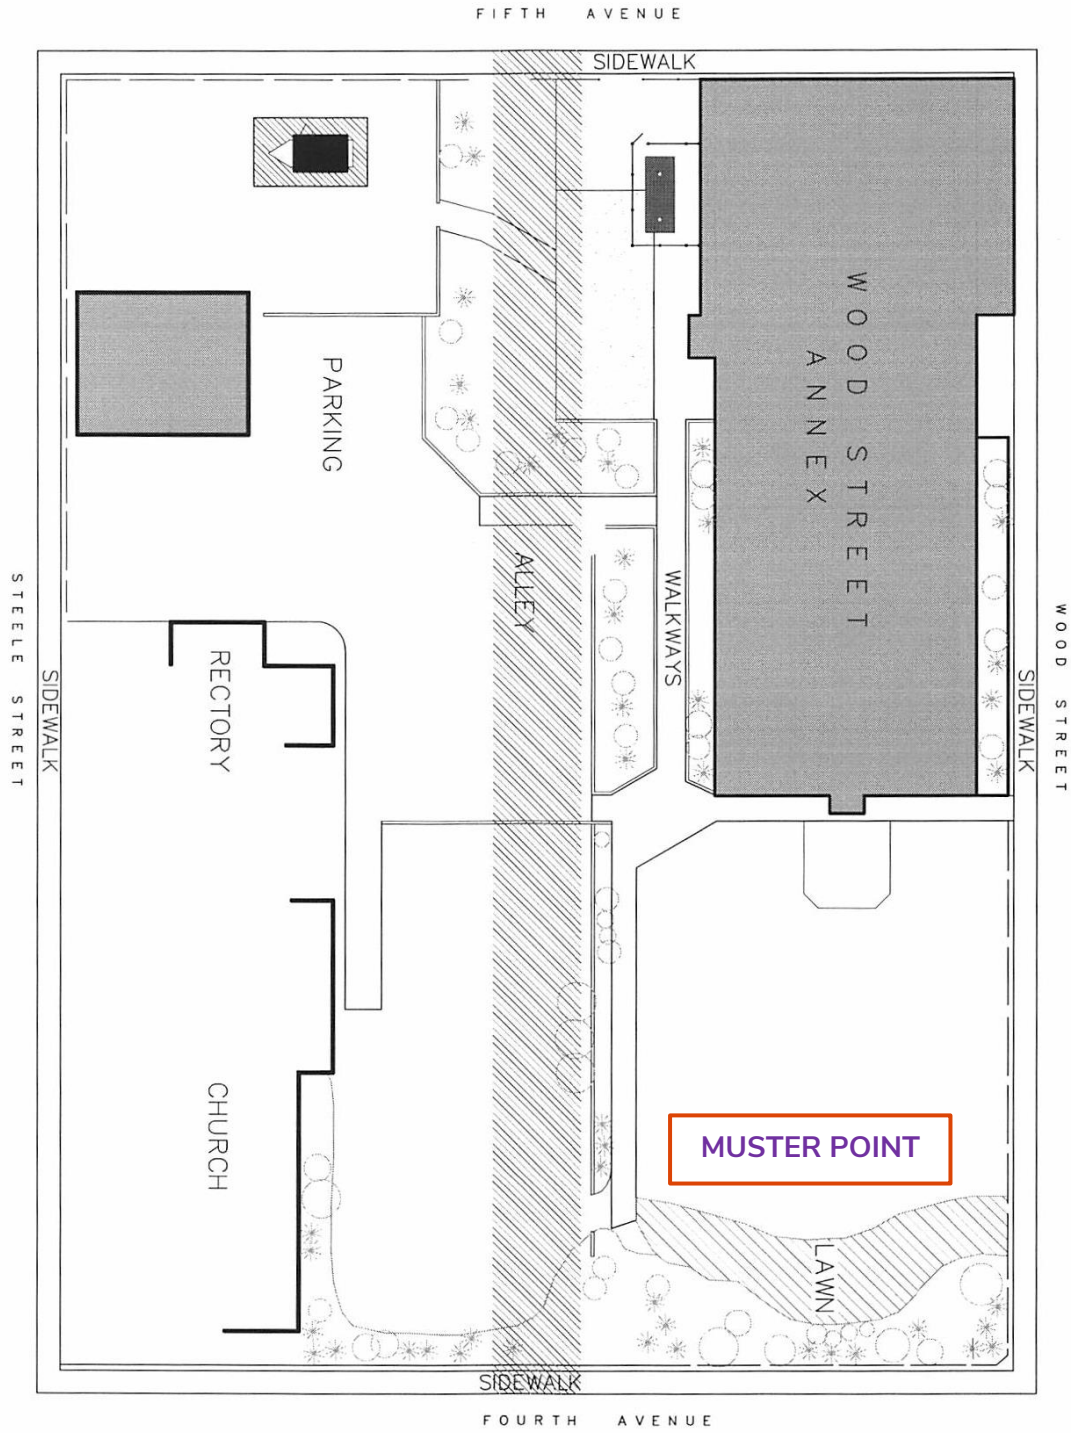 FIFTH AVENUE
SIDEWALK
WOOD STREET
ANNEX
PARKING
ALLEY
WALKWAYS
STEELE STREET
SIDEWALK
RECTORY
SIDEWALK
WOOD STREET
CHURCH
MUSTER POINT
LAWN
SIDEWALK
FOURTH AVENUE